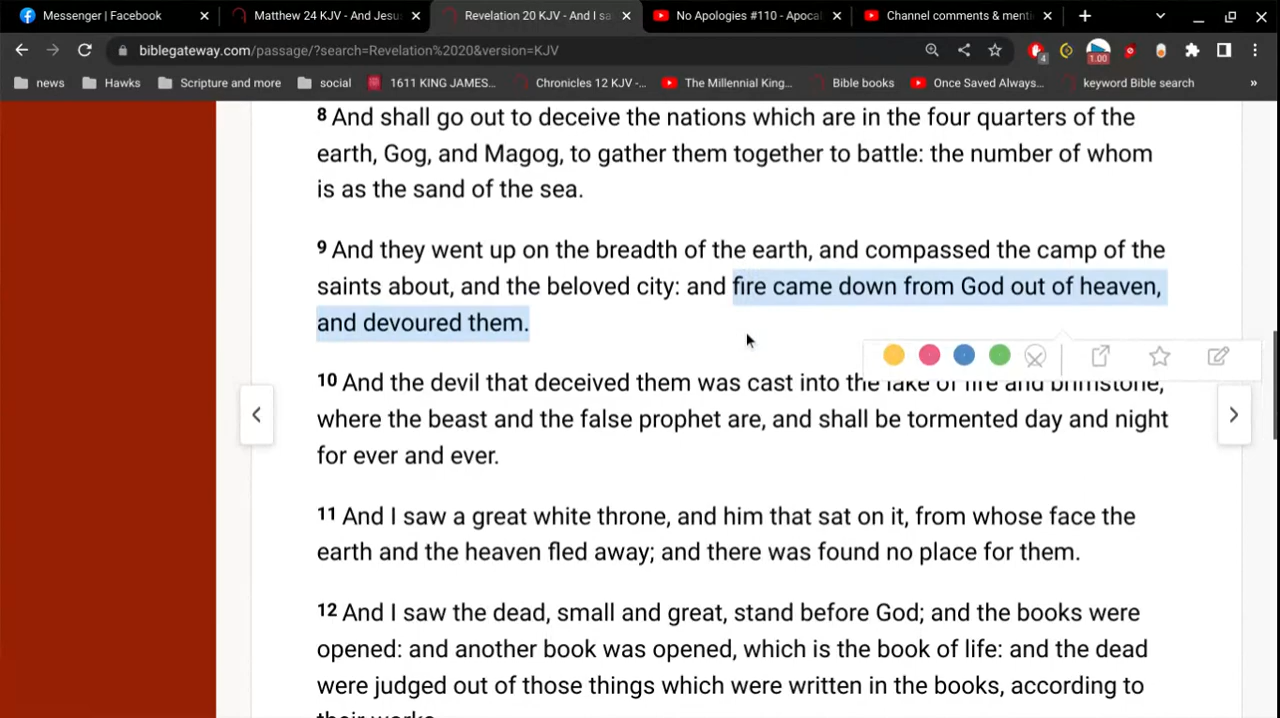 Messenger | Facebook
Matthew 24 KJV - And Jesu
Revelation 20 KJV - And I sa
No Apologies #110 - Apocal
Channel comments & menti
biblegateway.com/passage/?search=Revelation%2020&version=KJV
4
1.00
news
Hawks
Scripture and more
social
1611 KING JAMES...
Chronicles 12 KJV -...
The Millennial King...
Bible books
Once Saved Always...
keyword Bible search
»
8 And shall go out to deceive the nations which are in the four quarters of the
earth, Gog, and Magog, to gather them together to battle: the number of whom
is as the sand of the sea.
9 And they went up on the breadth of the earth, and compassed the camp of the
saints about, and the beloved city: and fire came down from God out of heaven,
and devoured them.
10 And the devil that deceived them was cast into the lake of fire and brimstone,
where the beast and the false prophet are, and shall be tormented day and night
for ever and ever.
11 And I saw a great white throne, and him that sat on it, from whose face the
earth and the heaven fled away; and there was found no place for them.
12 And I saw the dead, small and great, stand before God; and the books were
opened: and another book was opened, which is the book of life: and the dead
were judged out of those things which were written in the books, according to
their works.